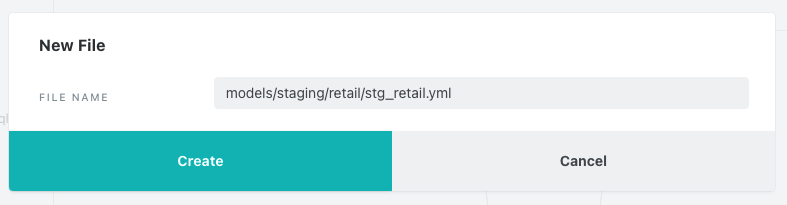 New File
FILE NAME
models/staging/retail/stg_retail.yml
Create
Cancel